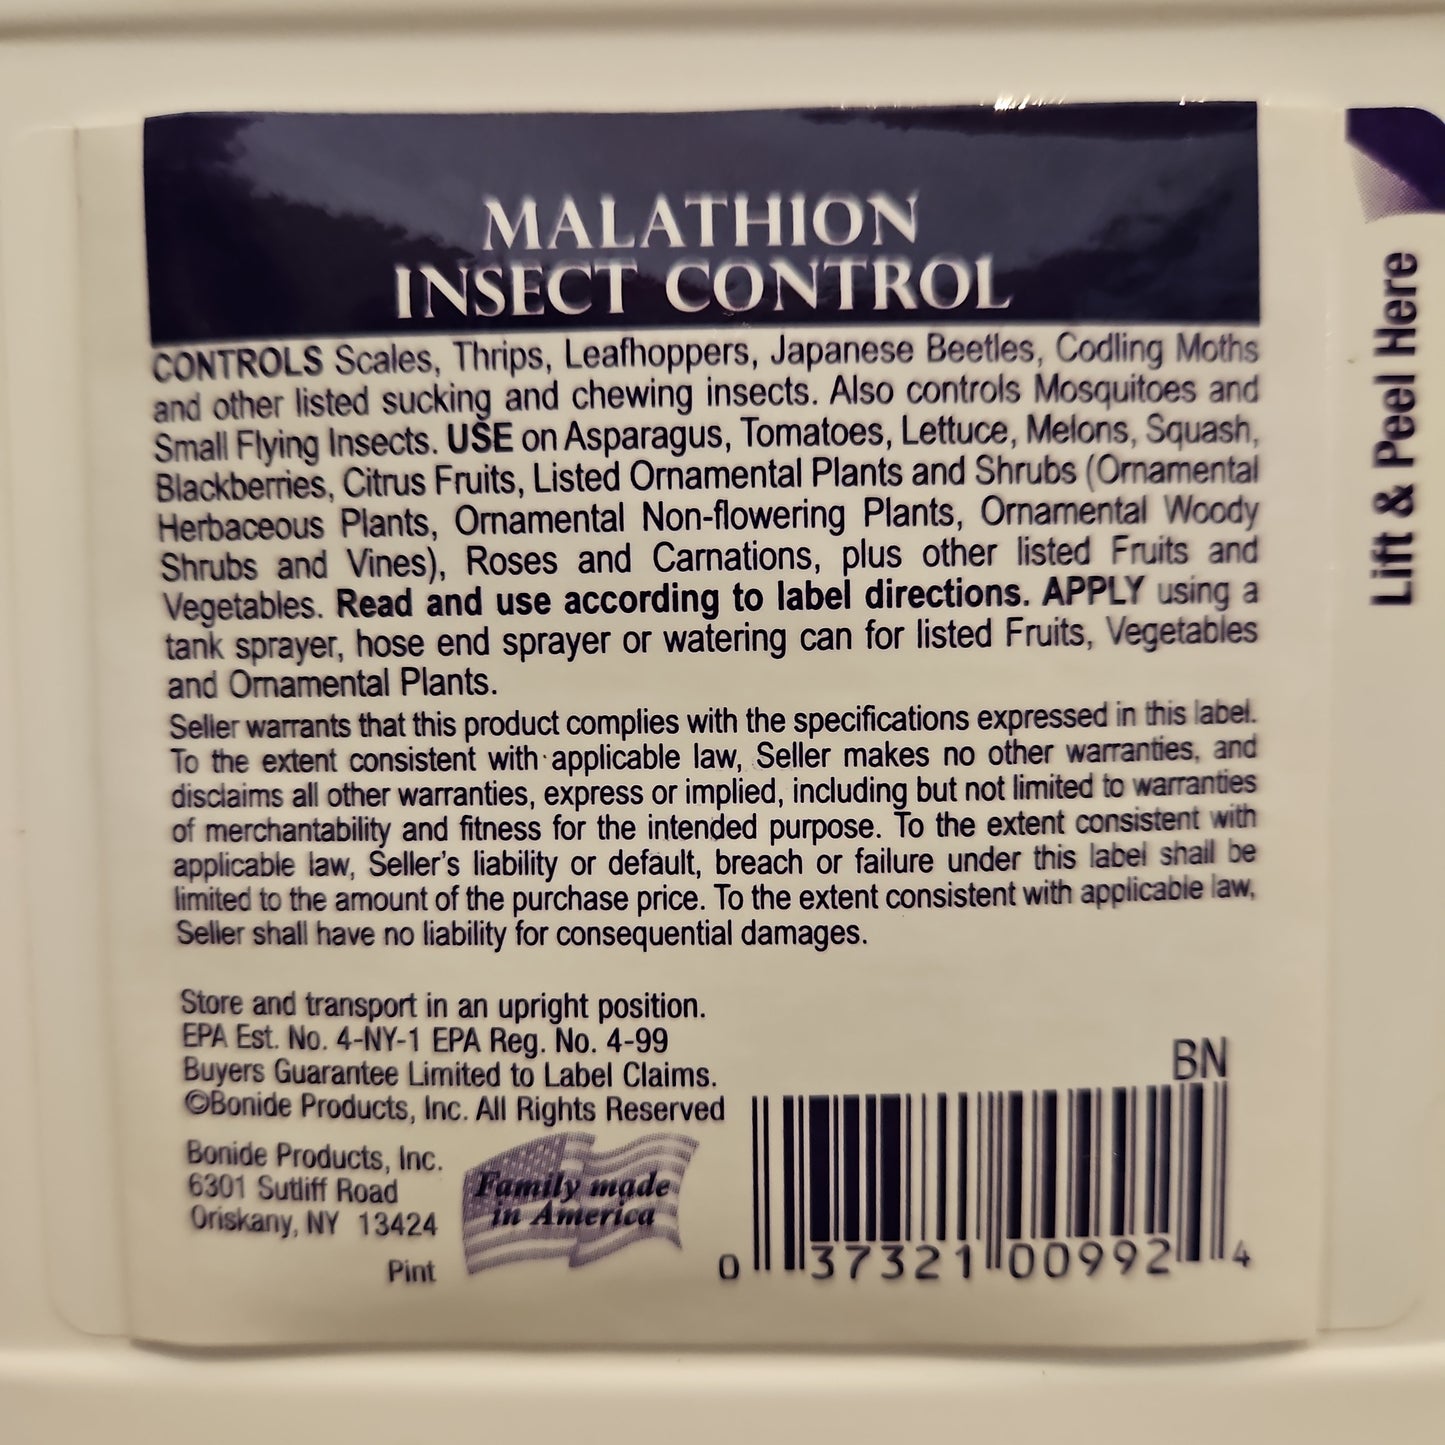 MALATHION
INSECT CONTROL
CONTROLS Scales, Thrips, Leafhoppers, Japanese Beetles, Codling Moths
and other listed sucking and chewing insects. Also controls Mosquitoes and
Small Flying Insects. USE on Asparagus, Tomatoes, Lettuce, Melons, Squash,
Blackberries, Citrus Fruits, Listed Ornamental Plants and Shrubs (Ornamental
Herbaceous Plants, Ornamental Non-flowering Plants, Ornamental Woody
Shrubs and Vines), Roses and Carnations, plus other listed Fruits and
Vegetables. Read and use according to label directions. APPLY using a
tank sprayer, hose end sprayer or watering can for listed Fruits, Vegetables
and Ornamental Plants.
Seller warrants that this product complies with the specifications expressed in this label.
To the extent consistent with applicable law, Seller makes no other warranties, and
disclaims all other warranties, express or implied, including but not limited to warranties
of merchantability and fitness for the intended purpose. To the extent consistent with
applicable law, Seller's liability or default, breach or failure under this label shall be
limited to the amount of the purchase price. To the extent consistent with applicable law,
Seller shall have no liability for consequential damages.
Store and transport in an upright position.
EPA Est. No. 4-NY-1 EPA Reg. No. 4-99
Buyers Guarantee Limited to Label Claims.
©Bonide Products, Inc. All Rights Reserved
Bonide Products, Inc.
6301 Sutliff Road
Oriskany, NY 13424
Pint
Family made
in America
BN
0 37321 00992 4
Lift & Peel Here